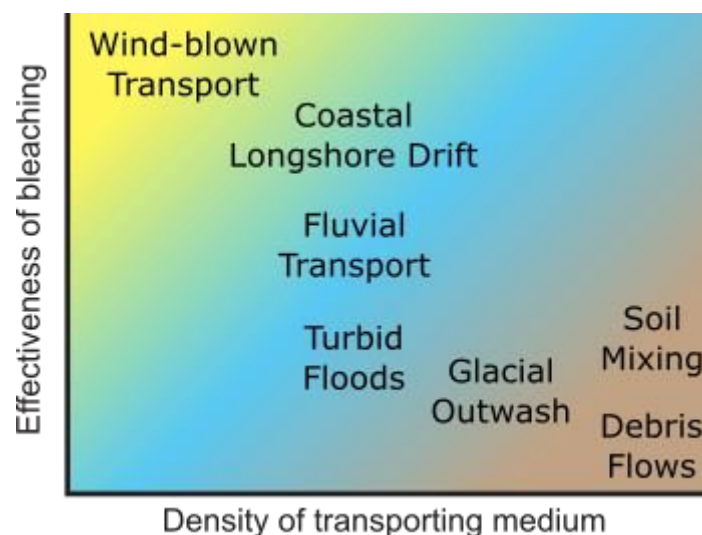 Effectiveness of bleaching
Wind-blown
Transport
Coastal
Longshore Drift
Fluvial
Transport
Turbid
Floods
Glacial
Outwash
Soil
Mixing
Debris
Flows
Density of transporting medium